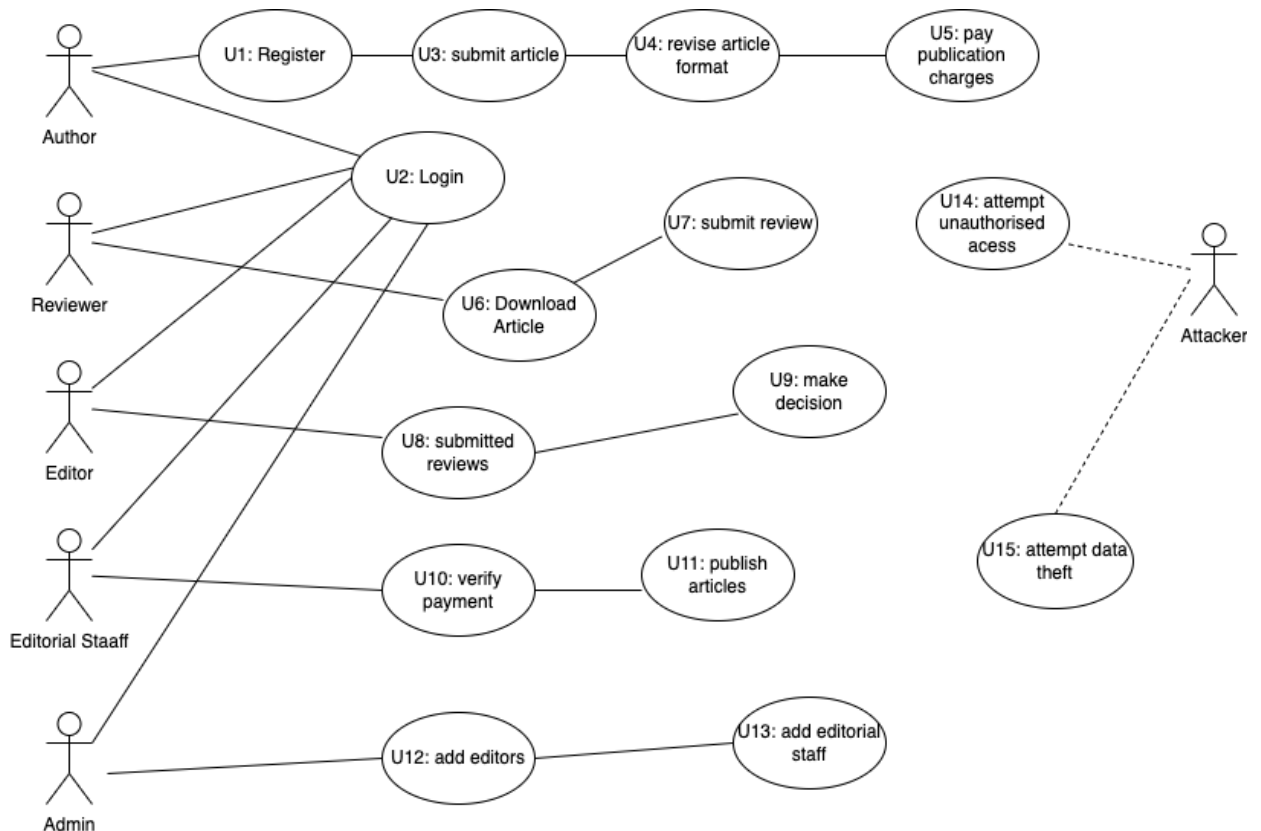 U1: Register
U3: submit article
U4: revise article
format
U5: pay
publication
charges
Author
U2: Login
U7: submit review
U14: attempt
unauthorised
acess
Reviewer
U6: Download
Article
Attacker
U9: make
decision
Editor
U8: submitted
reviews
U15: attempt data
theft
U10: verify
payment
U11: publish
articles
Editorial Staaff
U12: add editors
U13: add editorial
staff
Admin